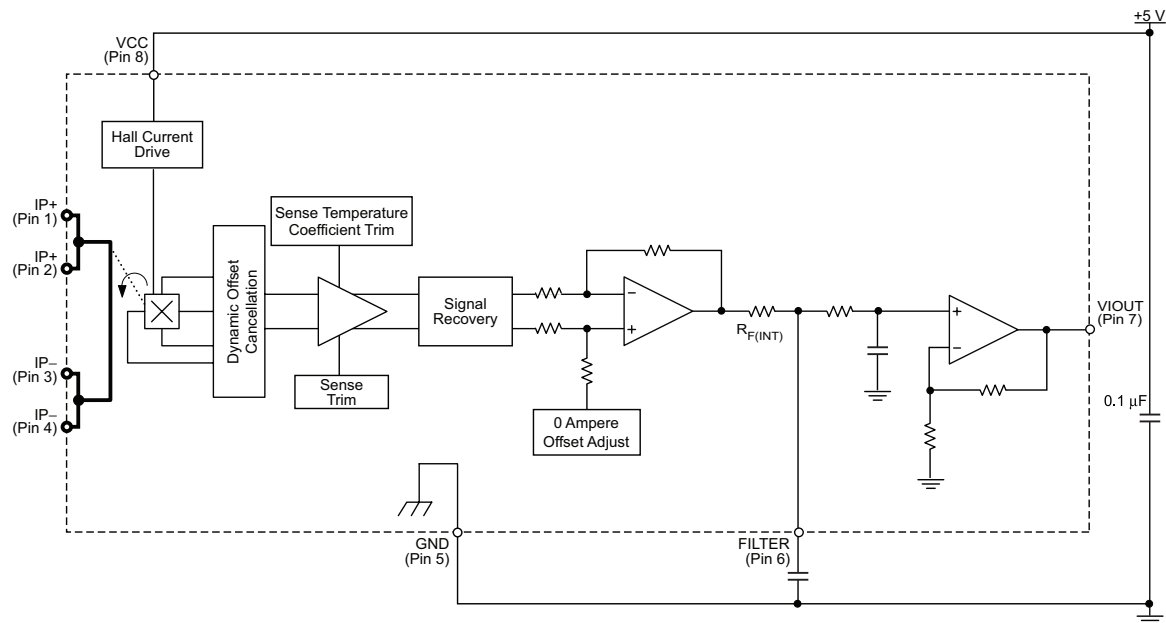 +5 V
VCC
(Pin 8)
Hall Current
Drive
IP+
(Pin 1)
IP+
(Pin 2)
IP–
(Pin 3)
IP–
(Pin 4)
Dynamic Offset
Cancellation
Sense Temperature
Coefficient Trim
Sense
Trim
Signal
Recovery
0 Ampere
Offset Adjust
–
+
RF(INT)
+
–
VIOUT
(Pin 7)
0.1 µF
GND
(Pin 5)
FILTER
(Pin 6)